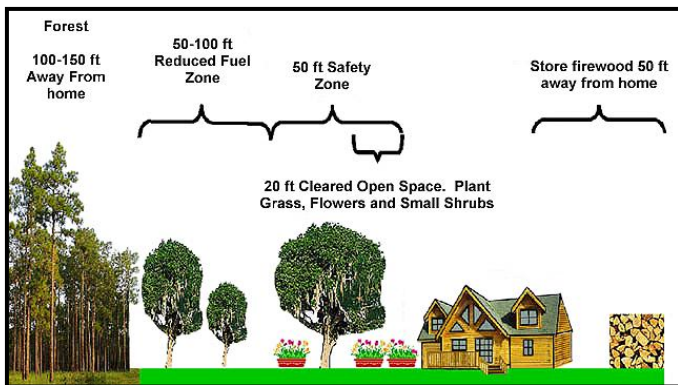 Forest
100-150 ft
Away From
home
50-100 ft
Reduced Fuel
Zone
50 ft Safety
Zone
Store firewood 50 ft
away from home
20 ft Cleared Open Space.  Plant
Grass, Flowers and Small Shrubs